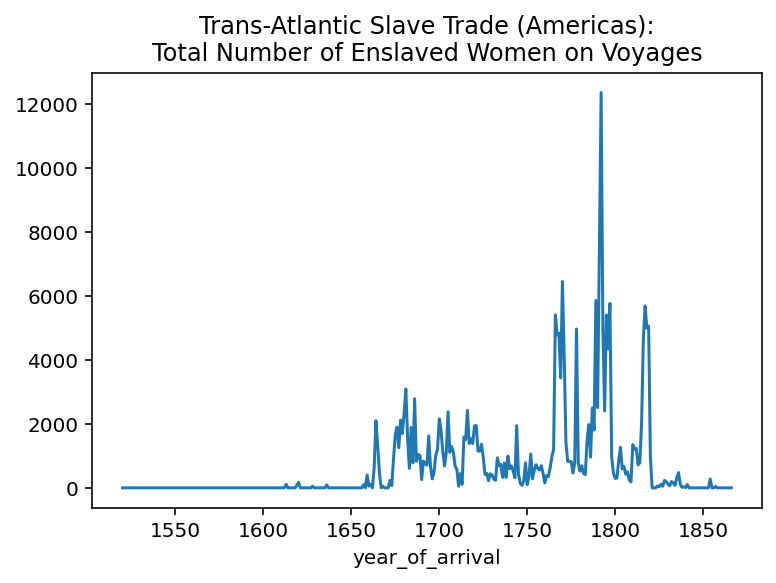 Trans-Atlantic Slave Trade (Americas):
Total Number of Enslaved Women on Voyages
12000
10000
8000
6000
4000
2000
0
1550 1600 1650 1700 1750 1800 1850
year_of_arrival